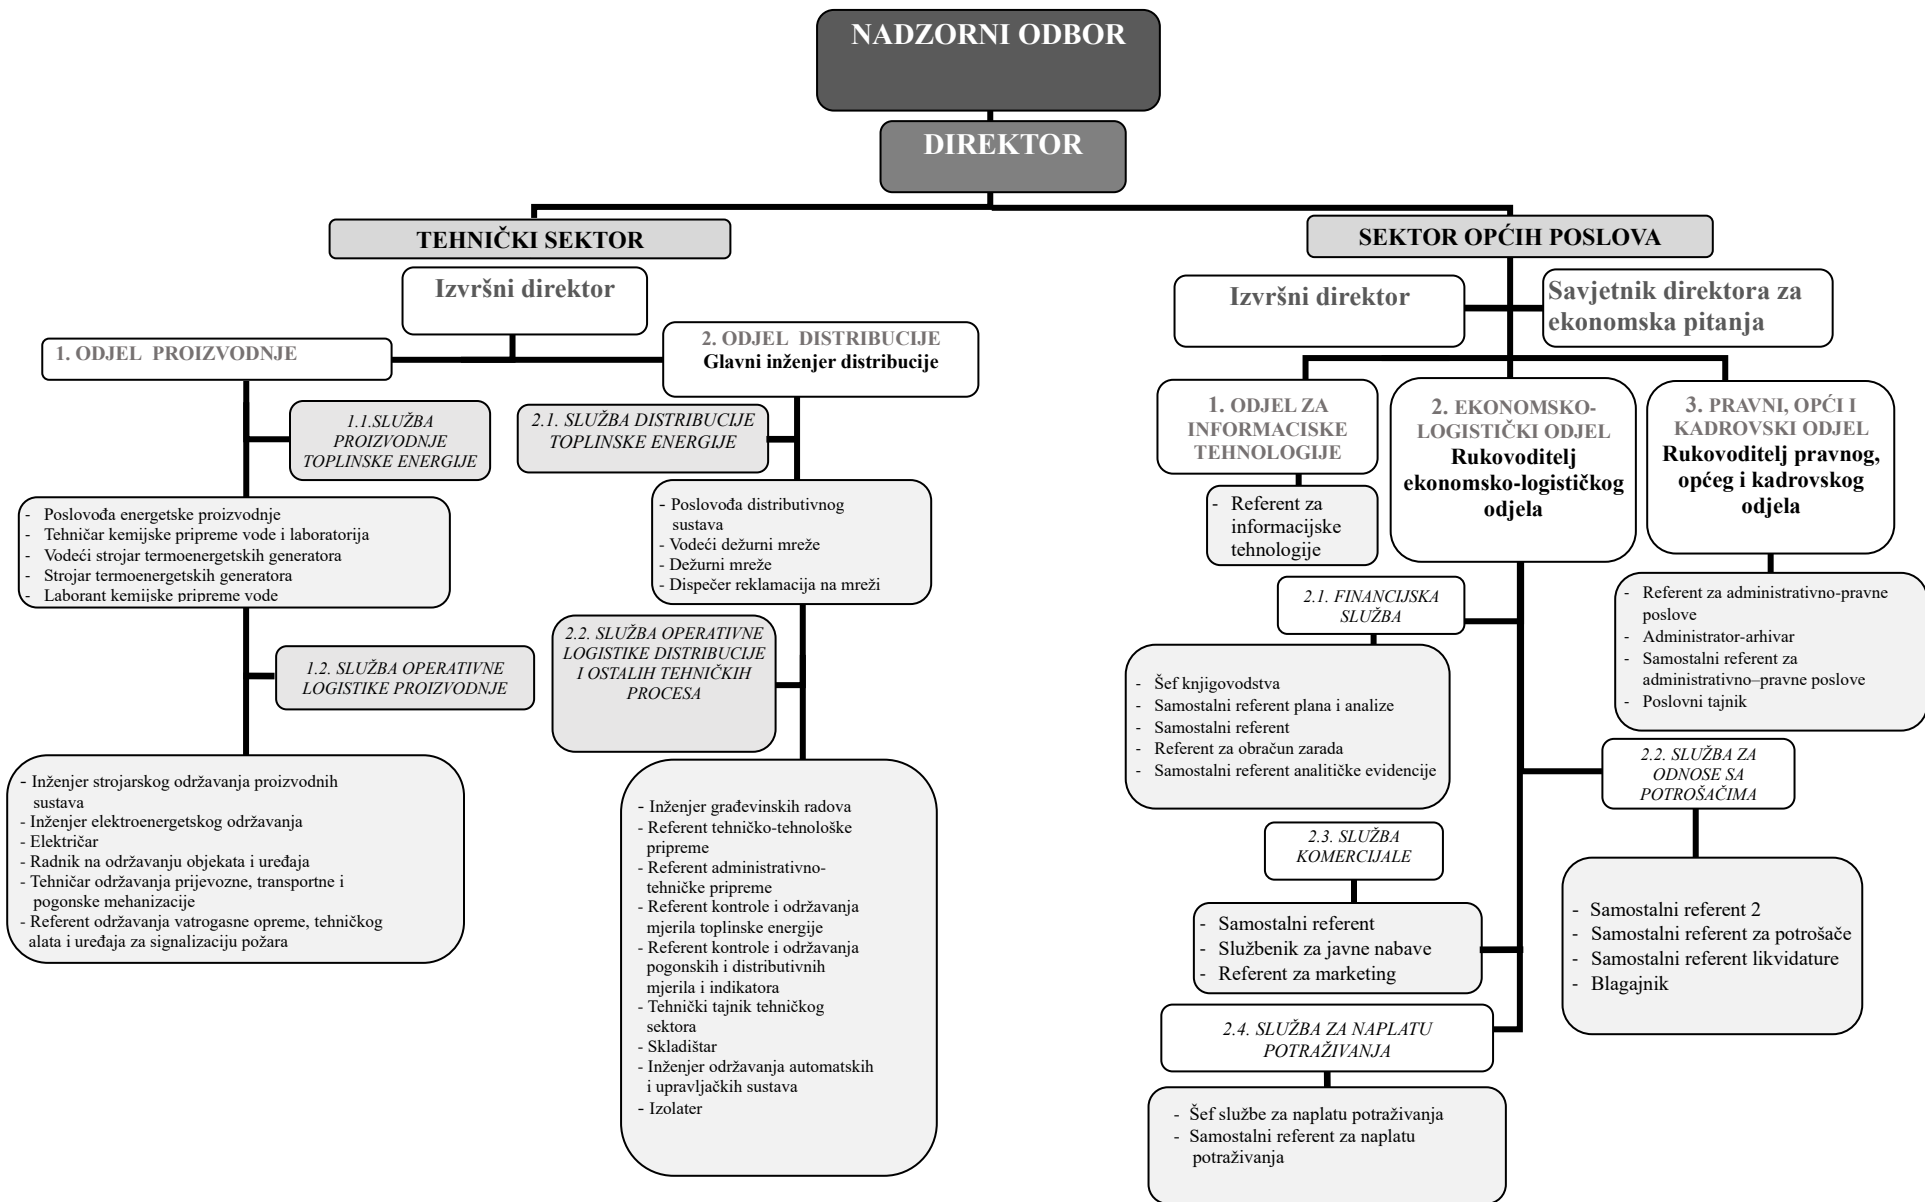 NADZORNI ODBOR
DIREKTOR
TEHNIČKI SEKTOR
Izvršni direktor
1. ODJEL  PROIZVODNJE
2. ODJEL  DISTRIBUCIJE
Glavni inženjer distribucije
1.1.SLUŽBA
PROIZVODNJE
TOPLINSKE ENERGIJE
- Poslovođa energetske proizvodnje
- Tehničar kemijske pripreme vode i laboratorija
- Vodeći strojar termoenergetskih generatora
- Strojar termoenergetskih generatora
- Laborant kemijske pripreme vode
1.2. SLUŽBA OPERATIVNE
LOGISTIKE PROIZVODNJE
- Inženjer strojarskog održavanja proizvodnih
sustava
- Inženjer elektroenergetskog održavanja
- Električar
- Radnik na održavanju objekata i uređaja
- Tehničar održavanja prijevozne, transportne i
pogonske mehanizacije
- Referent održavanja vatrogasne opreme, tehničkog
alata i uređaja za signalizaciju požara
2.1. SLUŽBA DISTRIBUCIJE
TOPLINSKE ENERGIJE
- Poslovođa distributivnog
sustava
- Vodeći dežurni mreže
- Dežurni mreže
- Dispečer reklamacija na mreži
2.2. SLUŽBA OPERATIVNE
LOGISTIKE DISTRIBUCIJE
I OSTALIH TEHNIČKIH
PROCESA
- Inženjer građevinskih radova
- Referent tehničko-tehnološke
pripreme
- Referent administrativno-
tehničke pripreme
- Referent kontrole i održavanja
mjerila toplinske energije
- Referent kontrole i održavanja
pogonskih i distributivnih
mjerila i indikatora
- Tehnički tajnik tehničkog
sektora
- Skladištar
- Inženjer održavanja automatskih
i upravljačkih sustava
- Izolater
SEKTOR OPĆIH POSLOVA
Izvršni direktor
Savjetnik direktora za
ekonomska pitanja
1. ODJEL ZA
INFORMACISKE
TEHNOLOGIJE
- Referent za
informacijske
tehnologije
2. EKONOMSKO-
LOGISTIČKI ODJEL
Rukovoditelj
ekonomsko-logističkog
odjela
3. PRAVNI, OPĆI I
KADROVSKI ODJEL
Rukovoditelj pravnog,
općeg i kadrovskog
odjela
- Referent za administrativno-pravne
poslove
- Administrator-arhivar
- Samostalni referent za
administrativno–pravne poslove
- Poslovni tajnik
2.1. FINANCIJSKA
SLUŽBA
- Šef knjigovodstva
- Samostalni referent plana i analize
- Samostalni referent
- Referent za obračun zarada
- Samostalni referent analitičke evidencije
2.2. SLUŽBA ZA
ODNOSE SA
POTROŠAČIMA
- Samostalni referent 2
- Samostalni referent za potrošače
- Samostalni referent likvidature
- Blagajnik
2.3. SLUŽBA
KOMERCIJALE
- Samostalni referent
- Službenik za javne nabave
- Referent za marketing
2.4. SLUŽBA ZA NAPLATU
POTRAŽIVANJA
- Šef službe za naplatu potraživanja
- Samostalni referent za naplatu
potraživanja